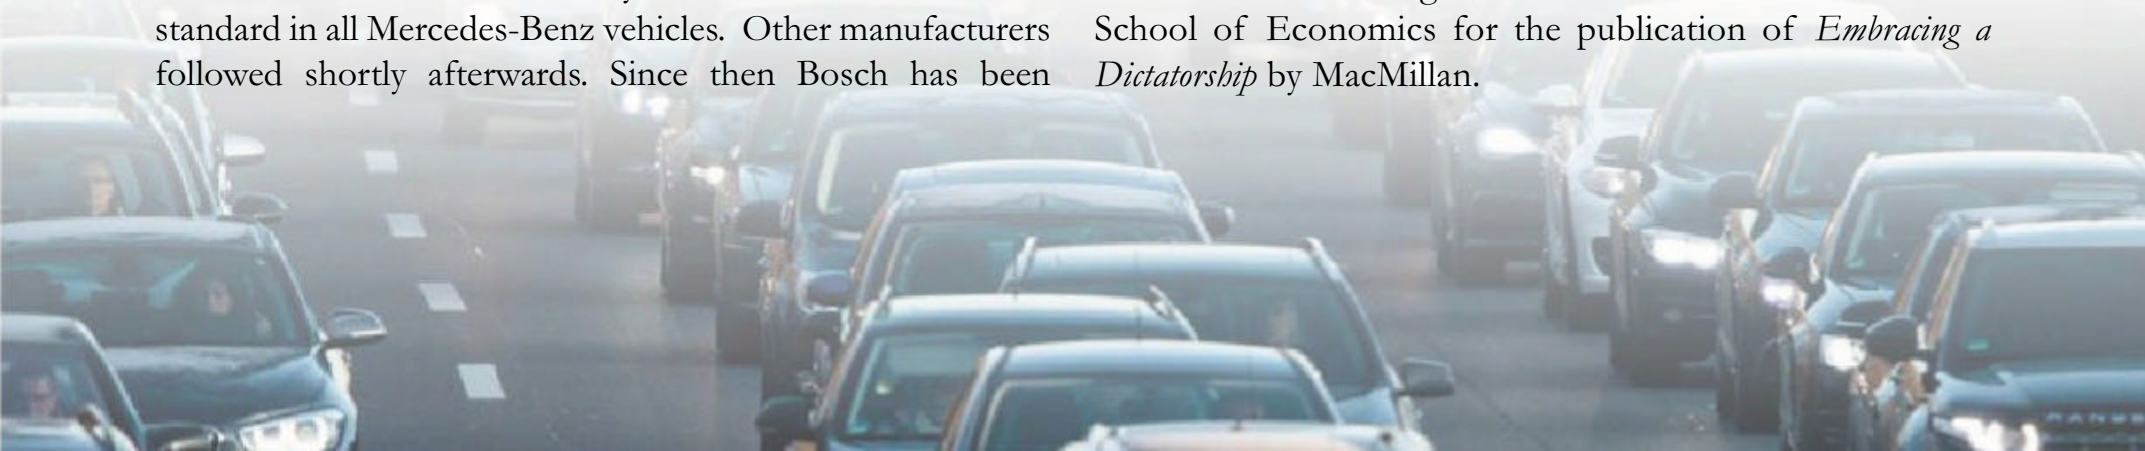 standard in all Mercedes-Benz vehicles. Other manufacturers
followed shortly afterwards. Since then Bosch has been
School of Economics for the publication of Embracing a
Dictatorship by MacMillan.